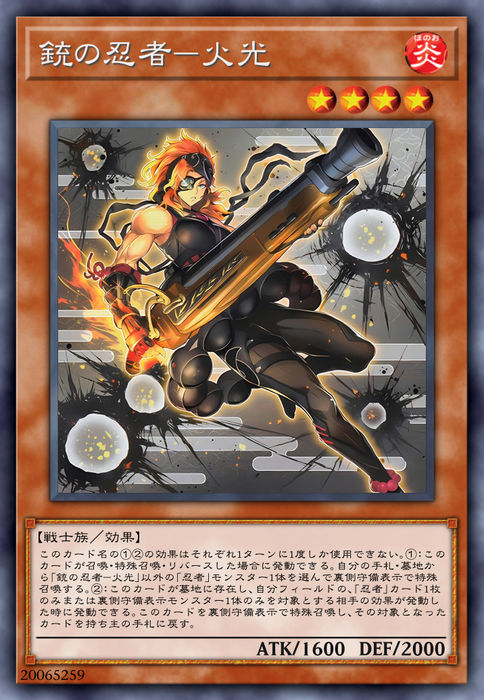 銃の忍者－火光
ほのお
炎
【戦士族／効果】
このカード名の①②の効果はそれぞれ1ターンに1度しか使用できない。①：この
カードが召喚・特殊召喚・リバースした場合に発動できる。自分の手札・墓地か
ら「銃の忍者－火光」以外の「忍者」モンスター1体を選んで裏側守備表示で特殊
召喚する。②：このカードが墓地に存在し、自分フィールドの、「忍者」カード1枚
のみまたは裏側守備表示モンスター1体のみを対象とする相手の効果が発動し
た時に発動できる。このカードを裏側守備表示で特殊召喚し、その対象となった
カードを持ち主の手札に戻す。
ATK/1600 DEF/2000
20065259